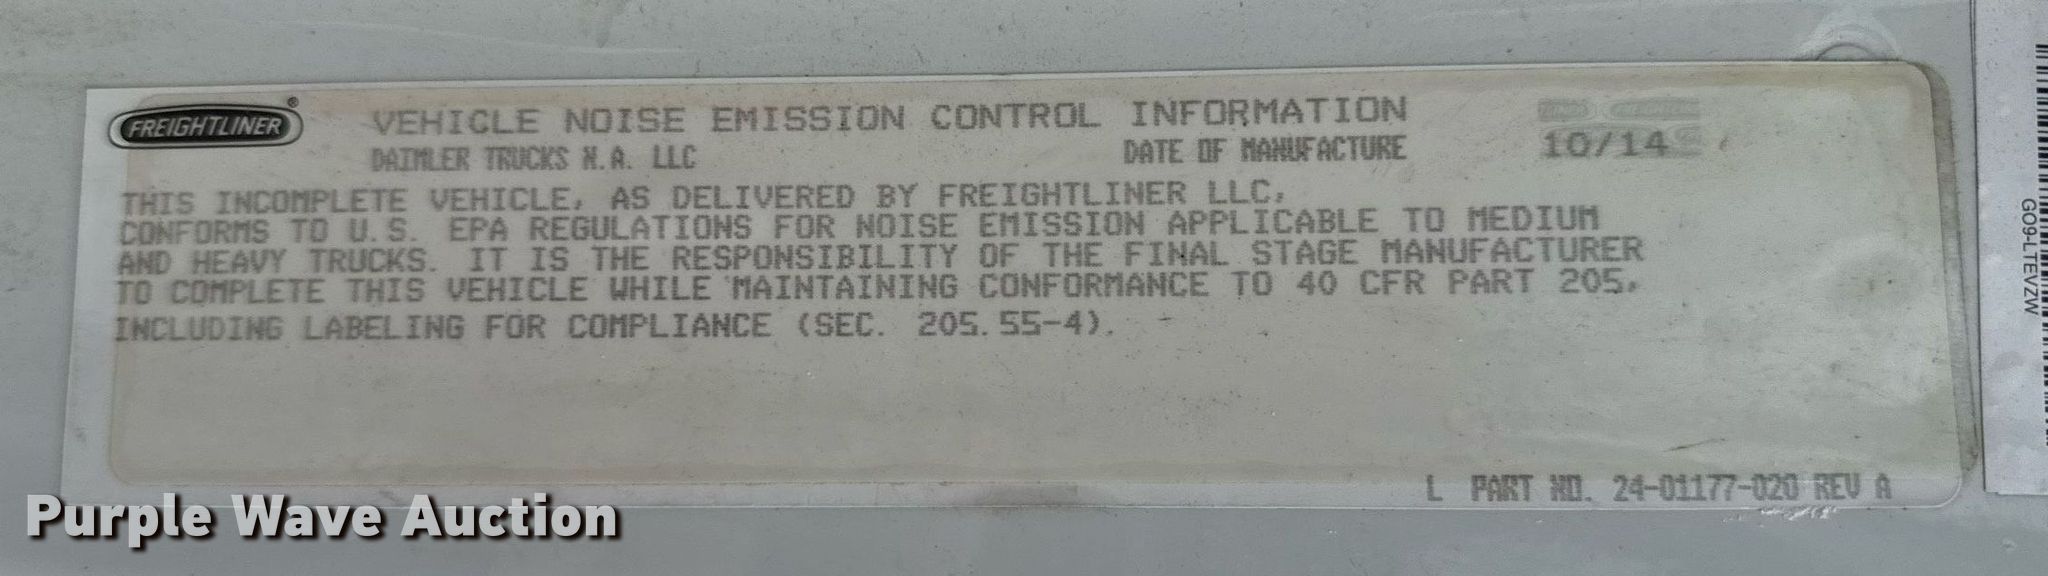 FREIGHTLINER®
VEHICLE NOISE EMISSION CONTROL INFORMATION
DAIMLER TRUCKS N.A. LLC
DATE OF MANUFACTURE 10/14
THIS INCOMPLETE VEHICLE, AS DELIVERED BY FREIGHTLINER LLC,
CONFORMS TO U.S. EPA REGULATIONS FOR NOISE EMISSION APPLICABLE TO MEDIUM
AND HEAVY TRUCKS. IT IS THE RESPONSIBILITY OF THE FINAL STAGE MANUFACTURER
TO COMPLETE THIS VEHICLE WHILE MAINTAINING CONFORMANCE TO 40 CFR PART 205,
INCLUDING LABELING FOR COMPLIANCE (SEC. 205.55-4).
L PART NO. 24-01177-020 REV A
GO9-LTEVZW
Purple Wave Auction